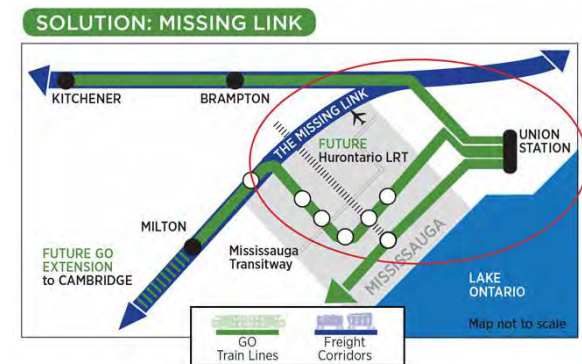 SOLUTION: MISSING LINK
KITCHENER
BRAMPTON
THE MISSING LINK
FUTURE
Hurontario LRT
UNION
STATION
MILTON
Mississauga
Transitway
MISSISSAUGA
FUTURE GO
EXTENSION
to CAMBRIDGE
LAKE
ONTARIO
Map not to scale
GO
Train Lines
Freight
Corridors